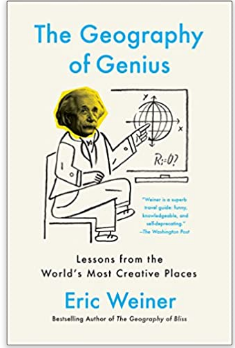 The Geography
of Genius
y
x
R=0?
"Weiner is a superb
travel guide: funny,
knowledgeable, and
self-deprecating."
—The Washington Post
Lessons from the
World's Most Creative Places
Eric Weiner
Bestselling Author of The Geography of Bliss